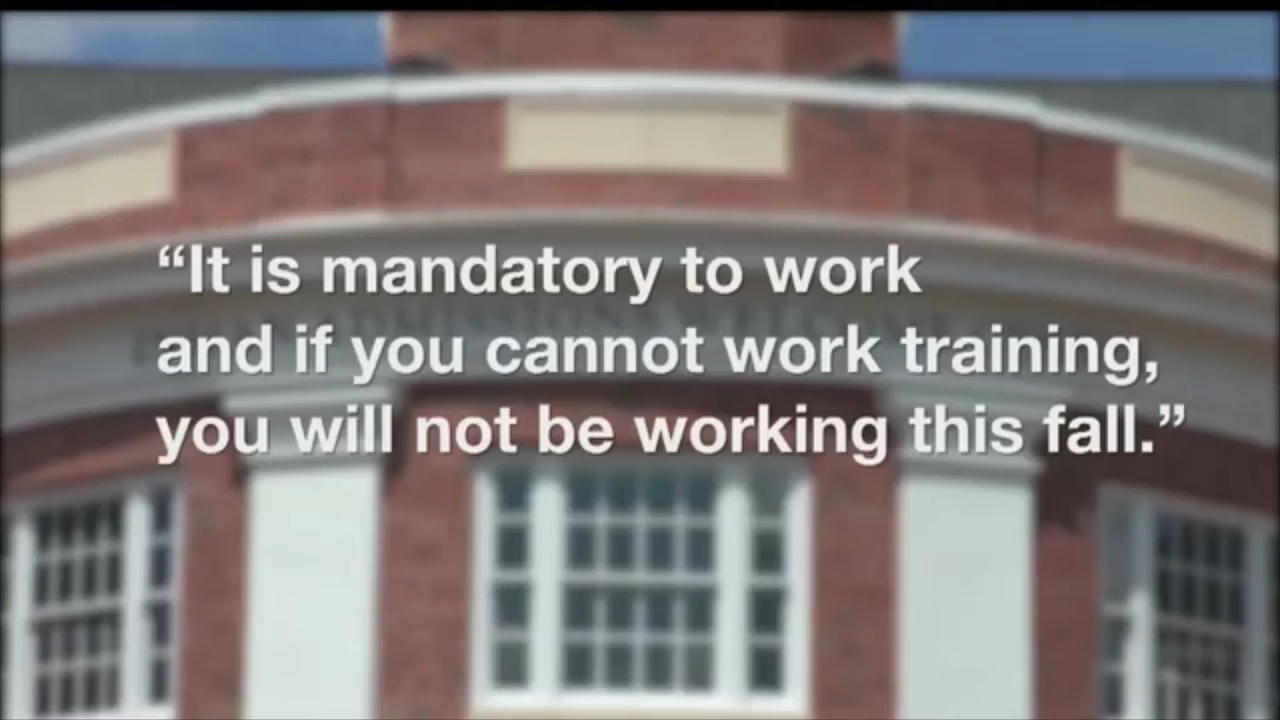 “It is mandatory to work
and if you cannot work training,
you will not be working this fall.”